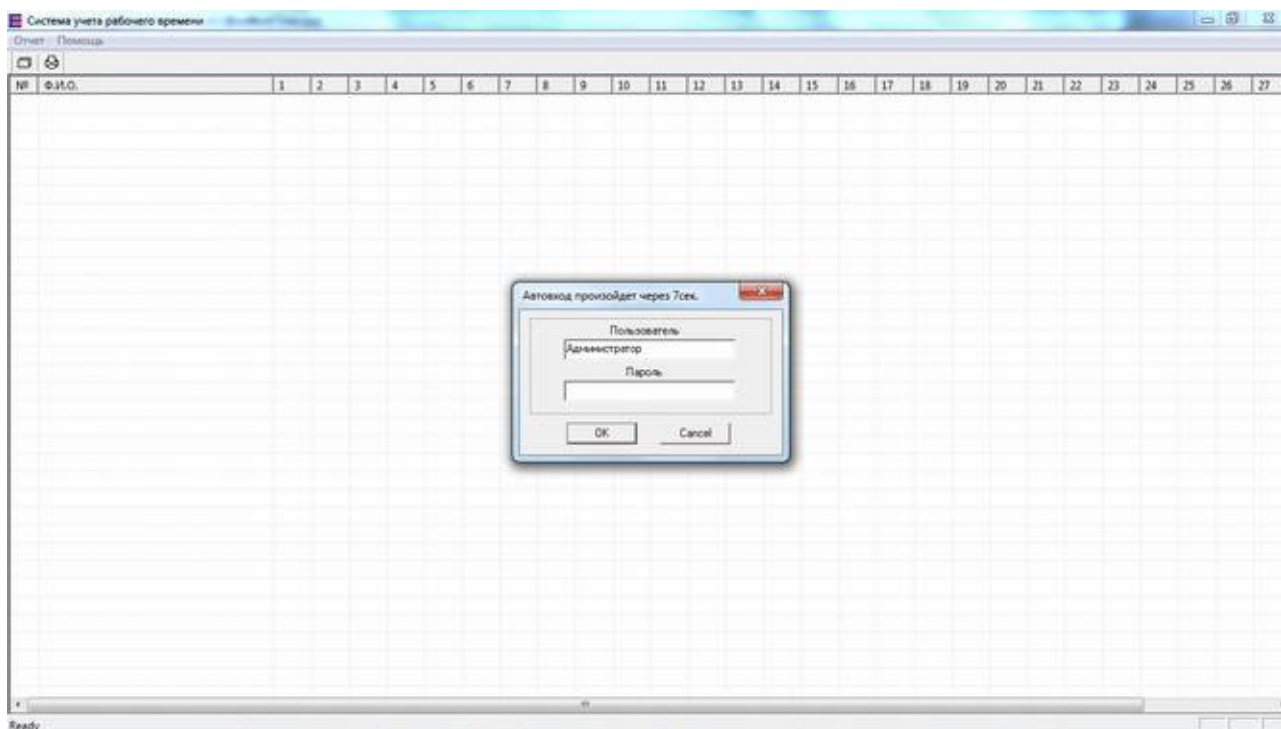 Система учета рабочего времени
Отчет Помощь
№ Ф.И.О. 1 2 3 4 5 6 7 8 9 10 11 12 13 14 15 16 17 18 19 20 21 22 23 24 25 26 27
Автовход произойдет через 7сек.
Пользователь
Администратор
Пароль
OK Cancel
Ready